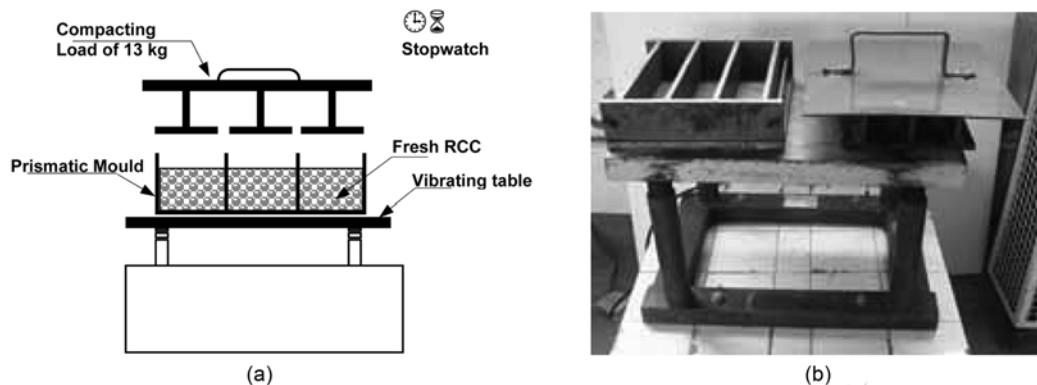 Compacting
Load of 13 kg
Stopwatch
Fresh RCC
Prismatic Mould
Vibrating table
(a)
(b)